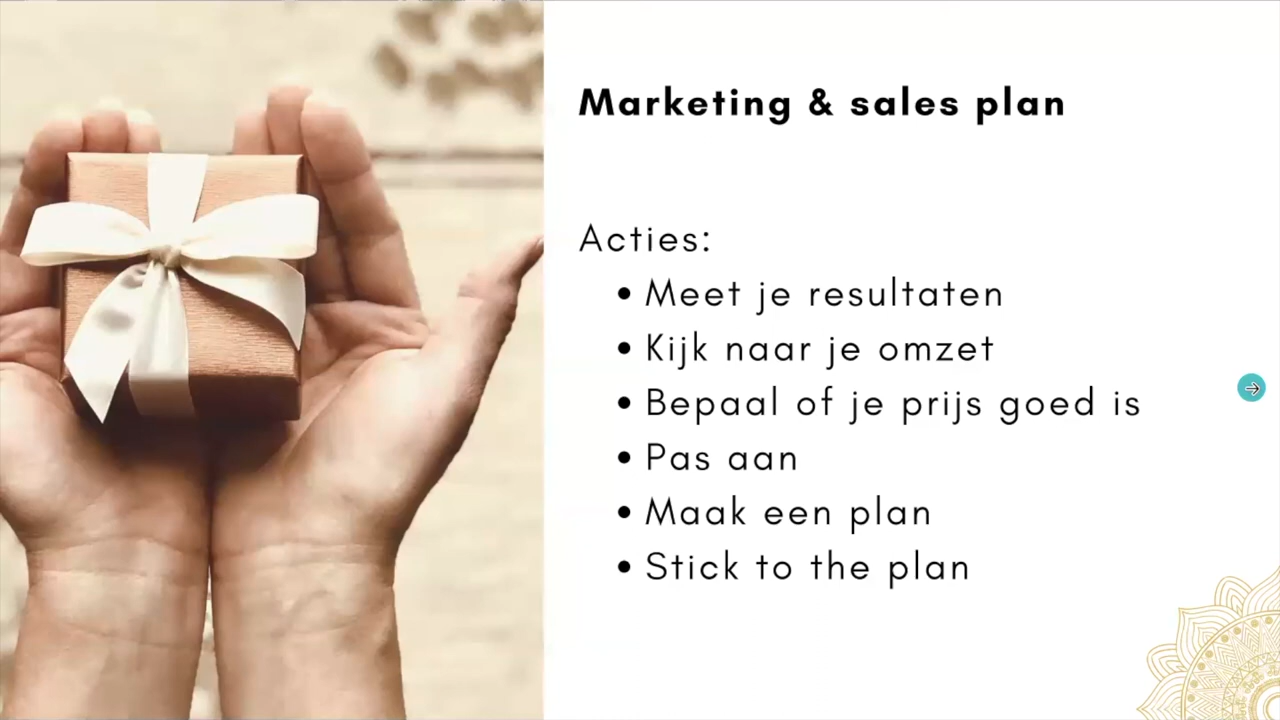 Marketing & sales plan
Acties:
• Meet je resultaten
• Kijk naar je omzet
• Bepaal of je prijs goed is
• Pas aan
• Maak een plan
• Stick to the plan